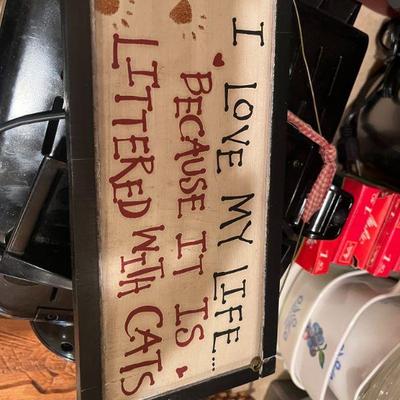 I LOVE MY LIFE...
BECAUSE IT IS
LITTERED WITH CATS